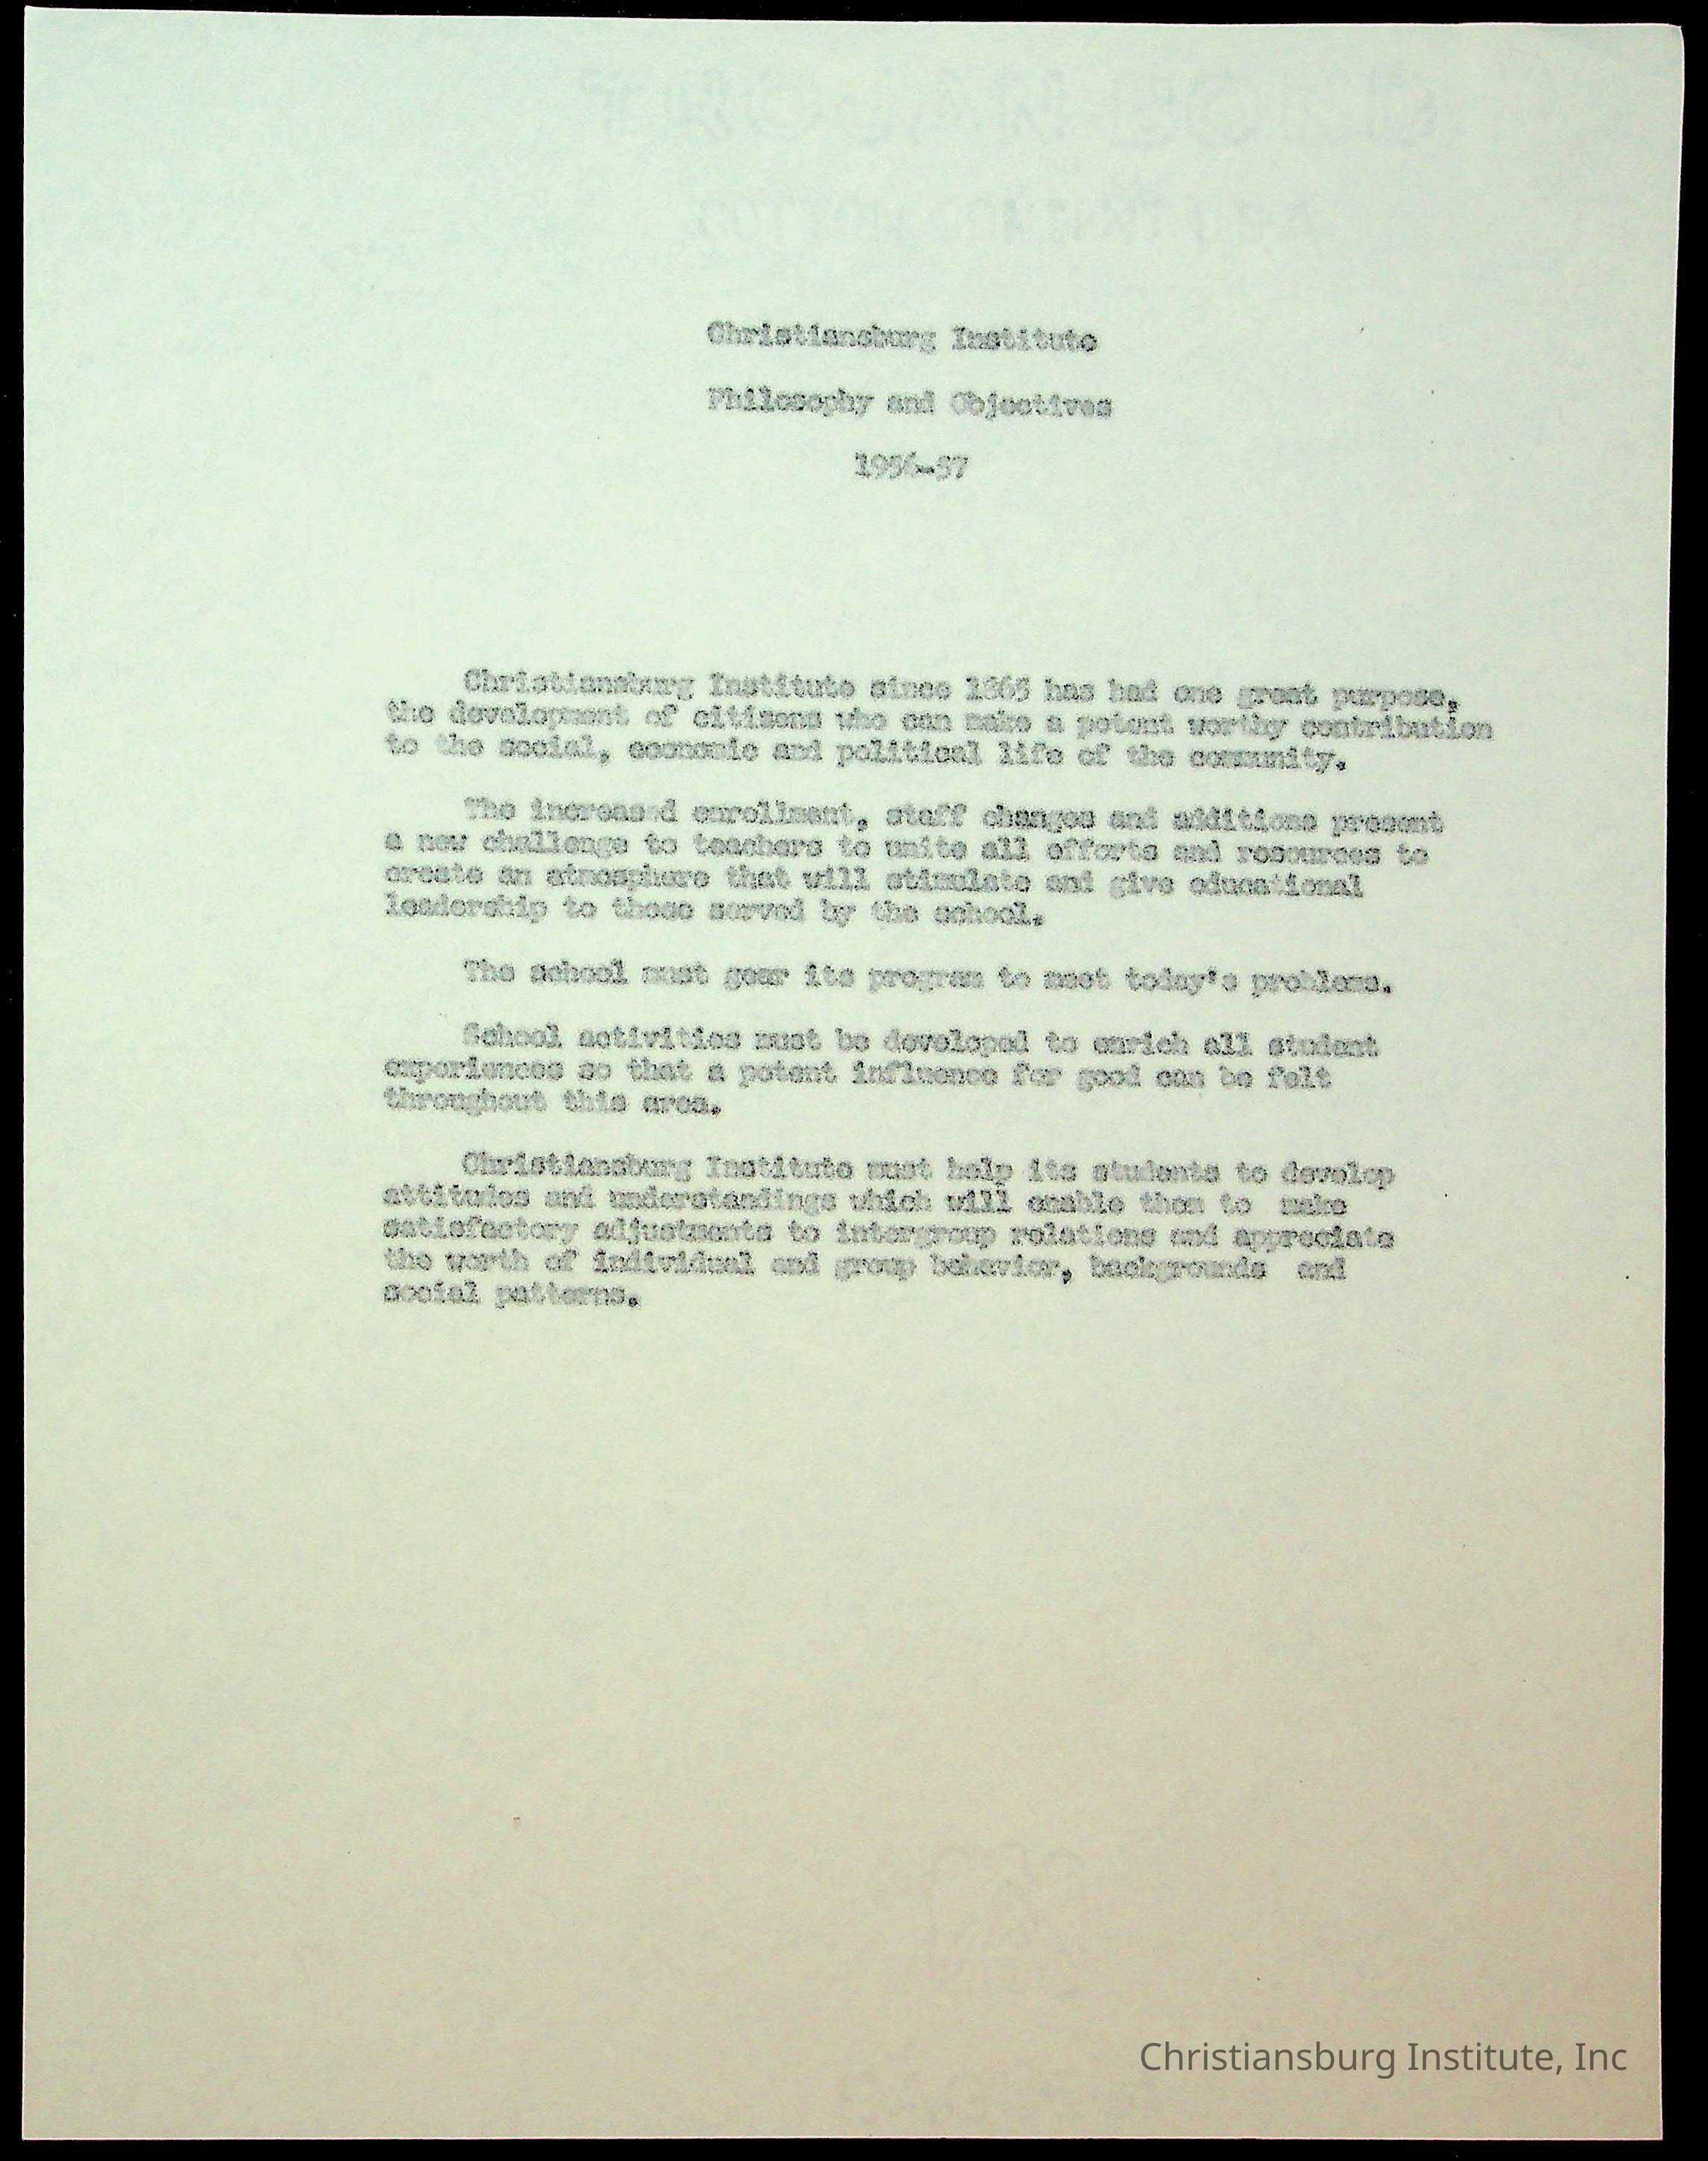 Christiansburg Institute
Philosophy and Objectives
1956-57
Christiansburg Institute since 1865 has had one great purpose,
the development of citizens who can make a potent worthy contribution
to the social, economic and political life of the community.
The increased enrollment, staff changes and additions present
a new challenge to teachers to unite all efforts and resources to
create an atmosphere that will stimulate and give educational
leadership to those served by the school.
The school must gear its program to meet today's problems.
School activities must be developed to enrich all student
experiences so that a potent influence for good can be felt
throughout this area.
Christiansburg Institute must help its students to develop
attitudes and understandings which will enable them to make
satisfactory adjustments to intergroup relations and appreciate
the worth of individual and group behavior, backgrounds and
social patterns.
Christiansburg Institute, Inc